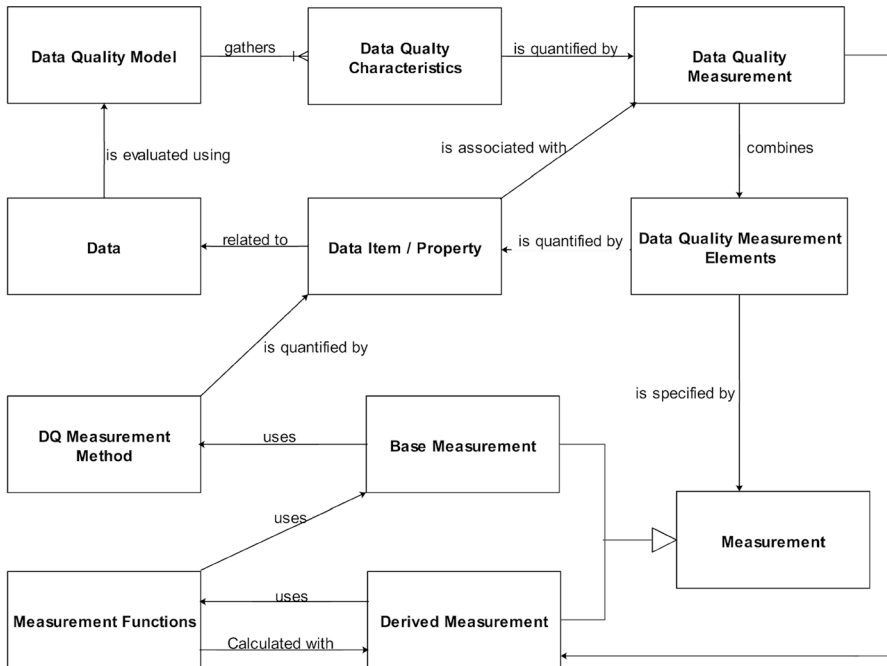 Data Quality Model
gathers
Data Qualty
Characteristics
is quantified by
Data Quality
Measurement
is evaluated using
is associated with
combines
Data
related to
Data Item / Property
is quantified by
Data Quality Measurement
Elements
is quantified by
is specified by
DQ Measurement
Method
uses
Base Measurement
uses
Measurement
Measurement Functions
uses
Calculated with
Derived Measurement